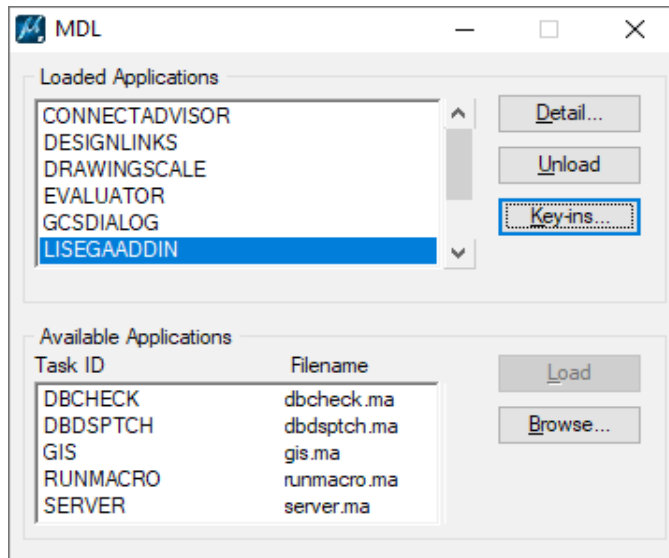 MDL
Loaded Applications
CONNECTADVISOR
DESIGNLINKS
DRAWINGSCALE
EVALUATOR
GCSDIALOG
LISEGAADDIN
Detail...
Unload
Key-ins...
Available Applications
Task ID Filename
DBCHECK dbcheck.ma
DBDSPTCH dbdsptch.ma
GIS gis.ma
RUNMACRO runmacro.ma
SERVER server.ma
Load
Browse...